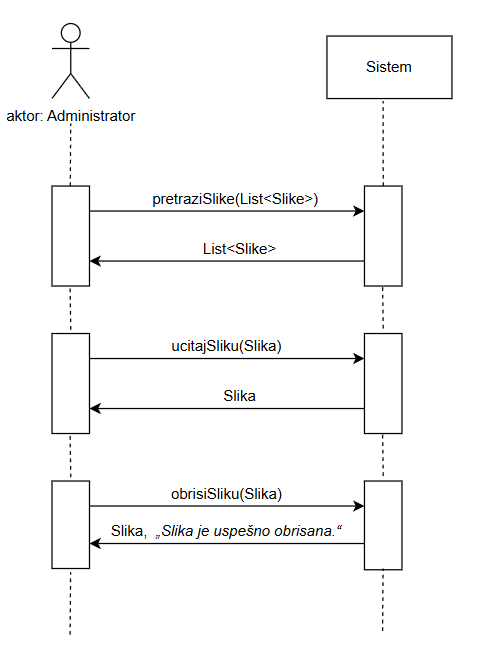 Sistem
aktor: Administrator
pretraziSlike(List<Slike>)
List<Slike>
ucitajSliku(Slika)
Slika
obrisiSliku(Slika)
Slika, „Slika je uspešno obrisana.“